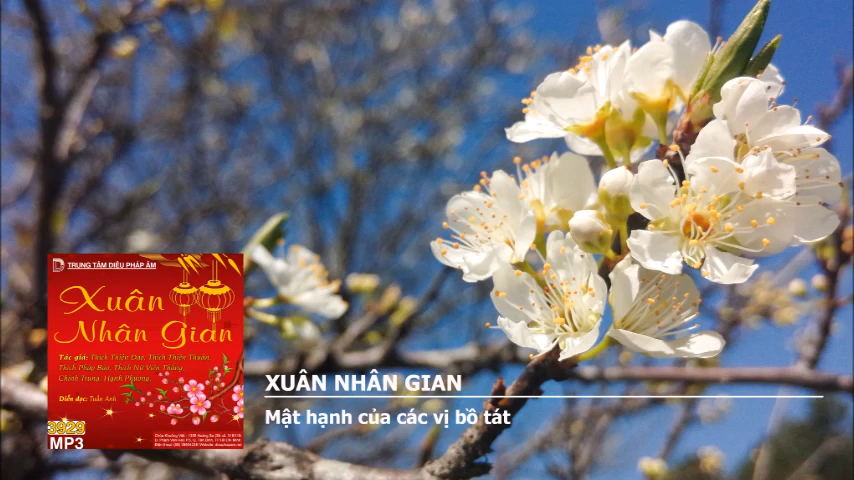 TRUNG TÂM DIỆU PHÁP ÂM
Xuân
Nhân Gian
Tác giả: Thích Thiện Đạo, Thích Thiện Thuận,
Thích Pháp Bảo, Thích Nữ Viên Thắng,
Chính Trung, Hạnh Phương,
Diễn đọc: Tuấn Anh
3929
MP3
XUÂN NHÂN GIAN
Mật hạnh của các vị bồ tát